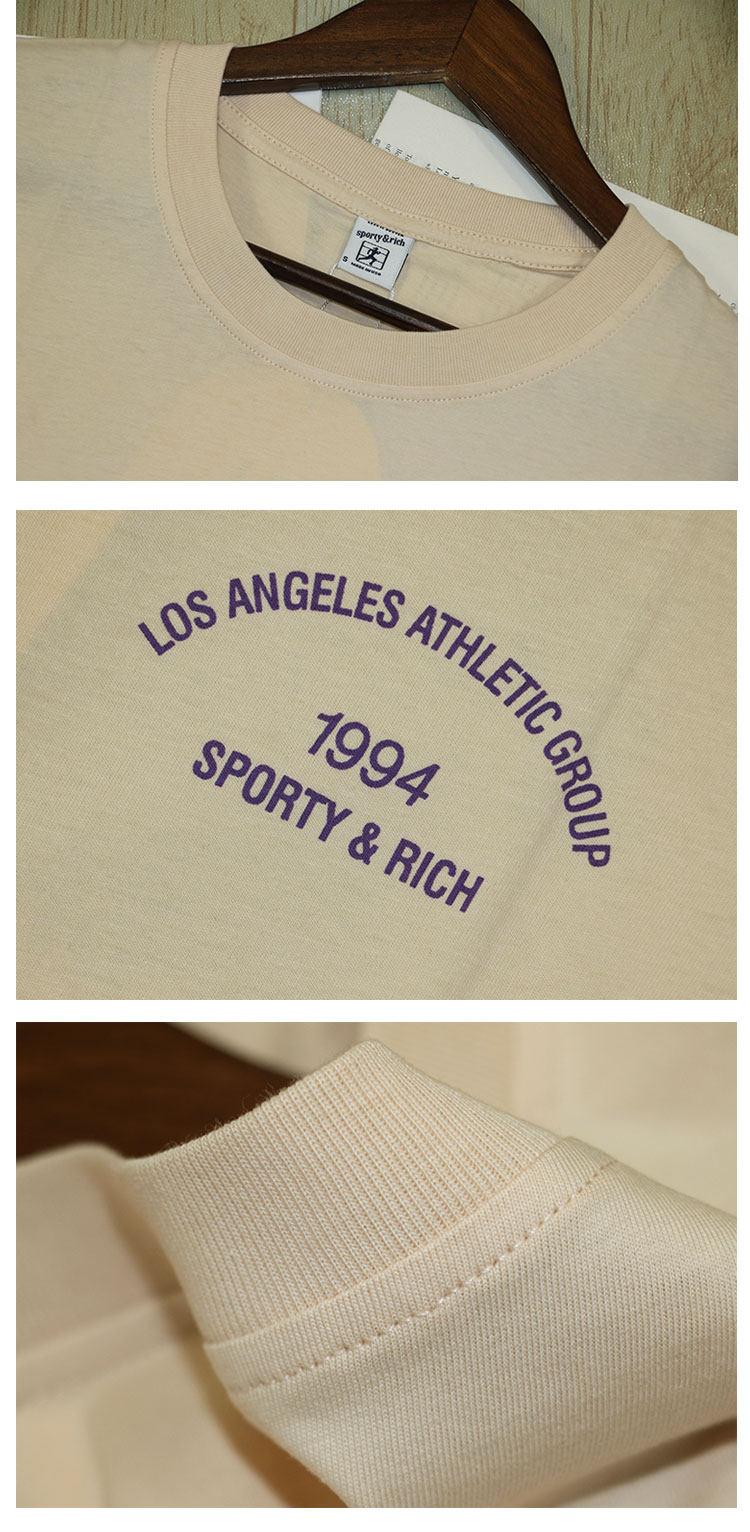 sporty&rich
S
LOS ANGELES ATHLETIC GROUP
1994
SPORTY & RICH